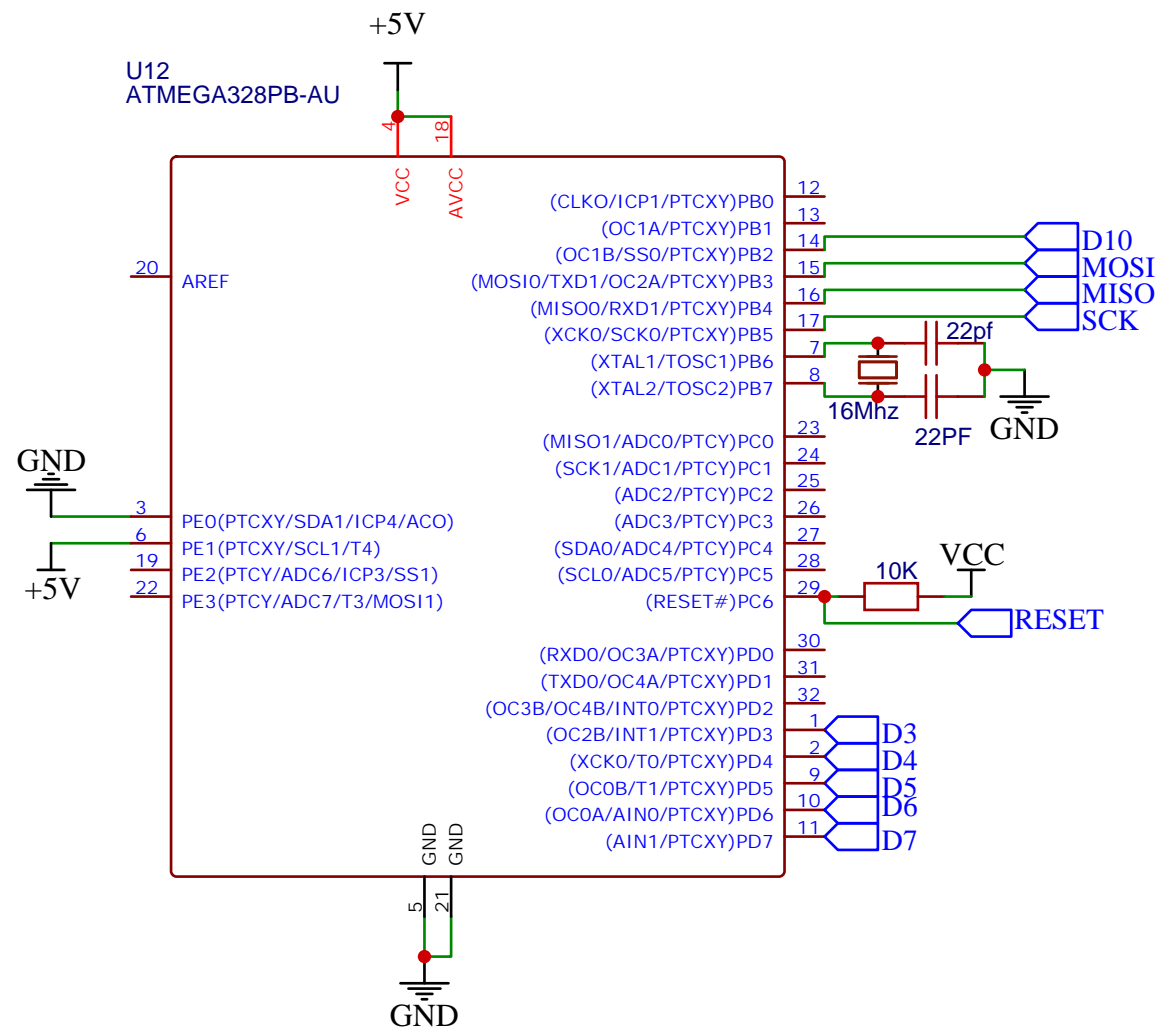 +5V
U12
ATMEGA328PB-AU
4
18
VCC
AVCC
(CLKO/ICP1/PTCXY)PB0
12
(OC1A/PTCXY)PB1
13
(OC1B/SS0/PTCXY)PB2
14
D10
(MOSI0/TXD1/OC2A/PTCXY)PB3
15
MOSI
(MISO0/RXD1/PTCXY)PB4
16
MISO
(XCK0/SCK0/PTCXY)PB5
17
SCK
20
AREF
(XTAL1/TOSC1)PB6
7
22pf
(XTAL2/TOSC2)PB7
8
16Mhz
22PF
GND
(MISO1/ADC0/PTCY)PC0
23
(SCK1/ADC1/PTCY)PC1
24
(ADC2/PTCY)PC2
25
(ADC3/PTCY)PC3
26
(SDA0/ADC4/PTCY)PC4
27
(SCL0/ADC5/PTCY)PC5
28
(RESET#)PC6
29
10K
VCC
RESET
GND
3
PE0(PTCXY/SDA1/ICP4/ACO)
6
PE1(PTCXY/SCL1/T4)
19
PE2(PTCY/ADC6/ICP3/SS1)
+5V
22
PE3(PTCY/ADC7/T3/MOSI1)
(RXD0/OC3A/PTCXY)PD0
30
(TXD0/OC4A/PTCXY)PD1
31
(OC3B/OC4B/INT0/PTCXY)PD2
32
(OC2B/INT1/PTCXY)PD3
1
D3
(XCK0/T0/PTCXY)PD4
2
D4
(OC0B/T1/PTCXY)PD5
9
D5
(OC0A/AIN0/PTCXY)PD6
10
D6
(AIN1/PTCXY)PD7
11
D7
GND
GND
5
21
GND